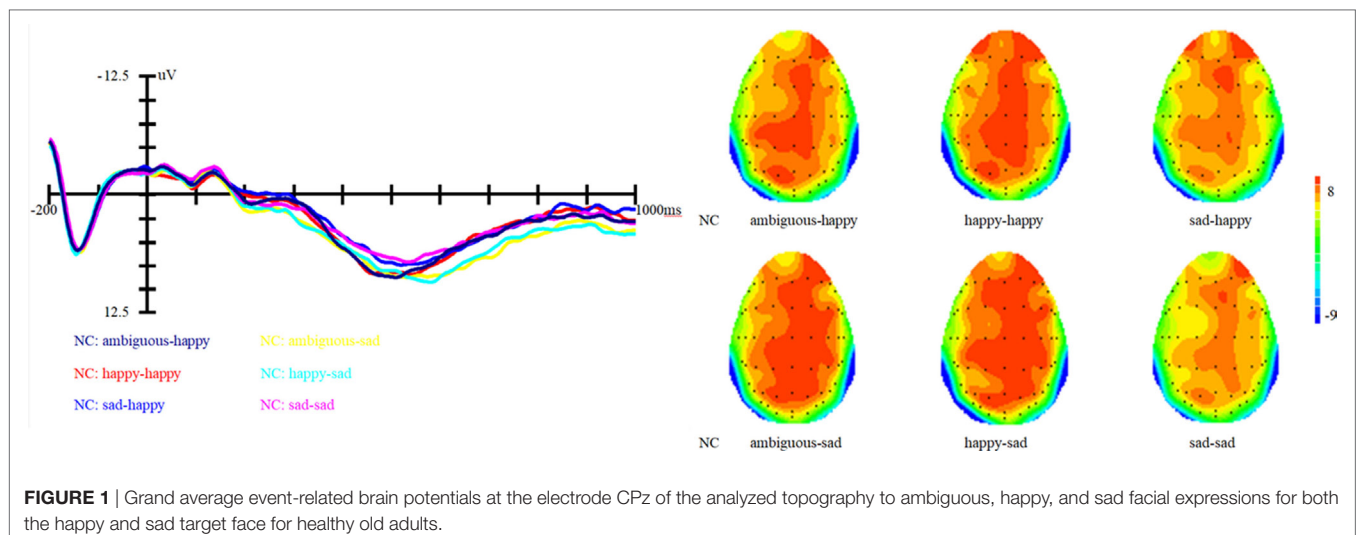 -12.5
uV
-200
1000ms
12.5
NC: ambiguous-happy
NC: ambiguous-sad
NC: happy-happy
NC: happy-sad
NC: sad-happy
NC: sad-sad
NC ambiguous-happy happy-happy sad-happy
8
-9
NC ambiguous-sad happy-sad sad-sad
FIGURE 1 | Grand average event-related brain potentials at the electrode CPz of the analyzed topography to ambiguous, happy, and sad facial expressions for both
the happy and sad target face for healthy old adults.